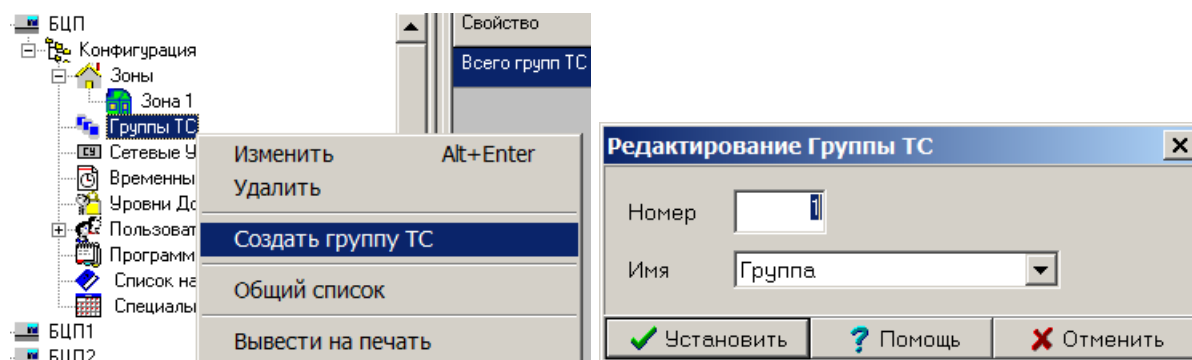 БЦП
Конфигурация
Зоны
Зона 1
Группы ТС
Сетевые У
Временны
Уровни До
Пользоват
Программ
Список на
Специаль
БЦП1
БЦП2
Свойство
Всего групп ТС
Изменить Alt+Enter
Удалить
Создать группу ТС
Общий список
Вывести на печать
Редактирование Группы ТС
Номер 1
Имя Группа
Установить Помощь Отменить